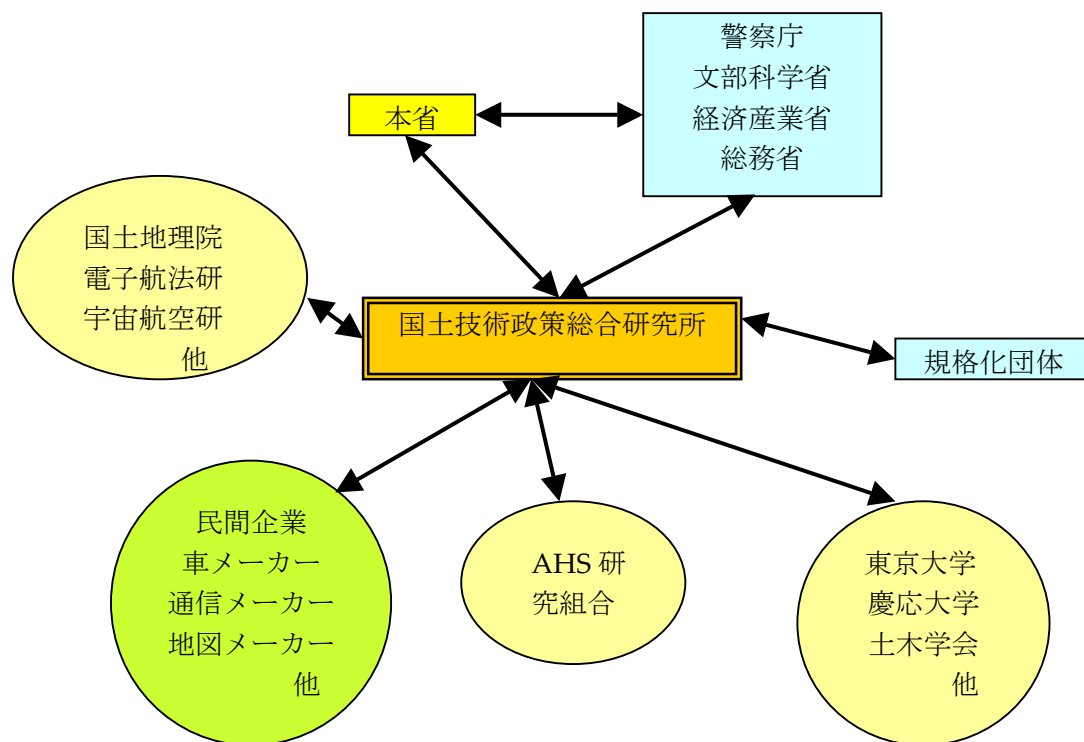 警察庁
文部科学省
経済産業省
総務省
本省
国土地理院
電子航法研
宇宙航空研
他
国土技術政策総合研究所
規格化団体
民間企業
車メーカー
通信メーカー
地図メーカー
他
AHS 研
究組合
東京大学
慶応大学
土木学会
他